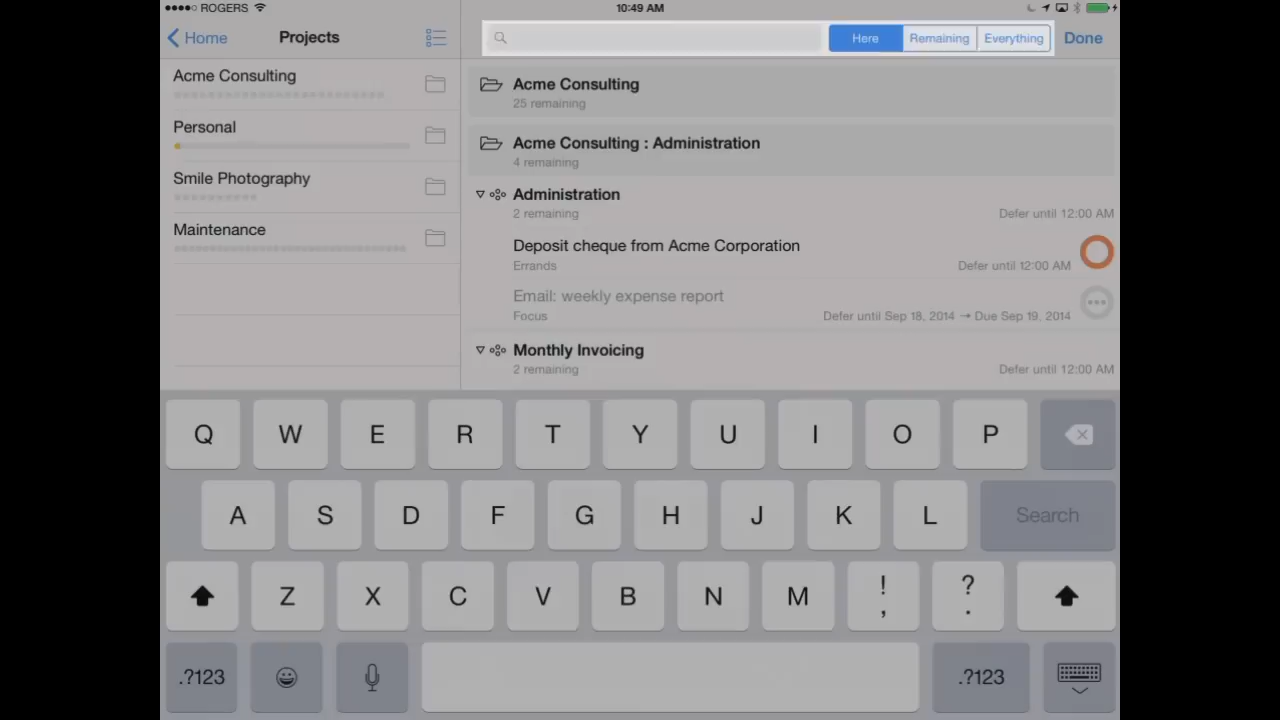 ROGERS
10:49 AM
Home
Projects
Here
Remaining
Everything
Done
Acme Consulting
Personal
Smile Photography
Maintenance
Acme Consulting
25 remaining
Acme Consulting : Administration
4 remaining
Administration
2 remaining
Defer until 12:00 AM
Deposit cheque from Acme Corporation
Errands
Defer until 12:00 AM
Email: weekly expense report
Focus
Defer until Sep 18, 2014 → Due Sep 19, 2014
Monthly Invoicing
2 remaining
Defer until 12:00 AM
Q W E R T Y U I O P
A S D F G H J K L Search
Z X C V B N M ! , ? .
.?123 .?123